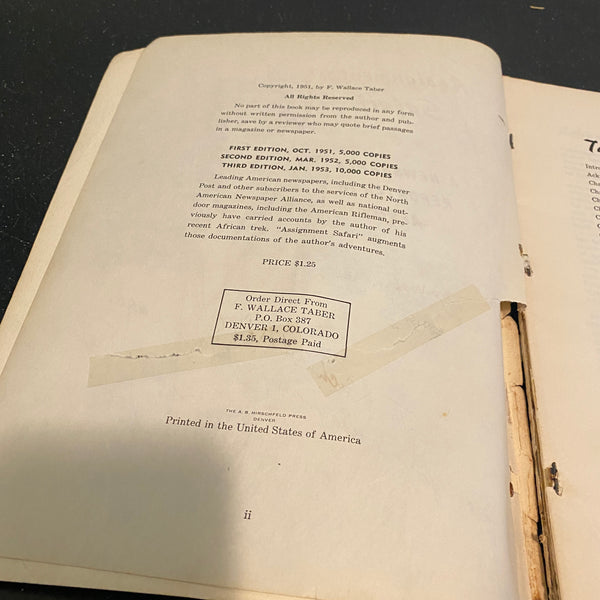 Copyright, 1951, by F. Wallace Taber
All Rights Reserved
No part of this book may be reproduced in any form
without written permission from the author and pub-
lisher, save by a reviewer who may quote brief passages
in a magazine or newspaper.
FIRST EDITION, OCT. 1951, 5,000 COPIES
SECOND EDITION, MAR. 1952, 5,000 COPIES
THIRD EDITION, JAN. 1953, 10,000 COPIES
Leading American newspapers, including the Denver
Post and other subscribers to the services of the North
American Newspaper Alliance, as well as national out-
door magazines, including the American Rifleman, pre-
viously have carried accounts by the author of his
recent African trek. "Assignment Safari" augments
those documentations of the author's adventures.
PRICE $1.25
Order Direct From
F. WALLACE TABER
P.O. Box 387
DENVER 1, COLORADO
$1.35, Postage Paid
THE A. B. HIRSCHFELD PRESS
DENVER
Printed in the United States of America
ii